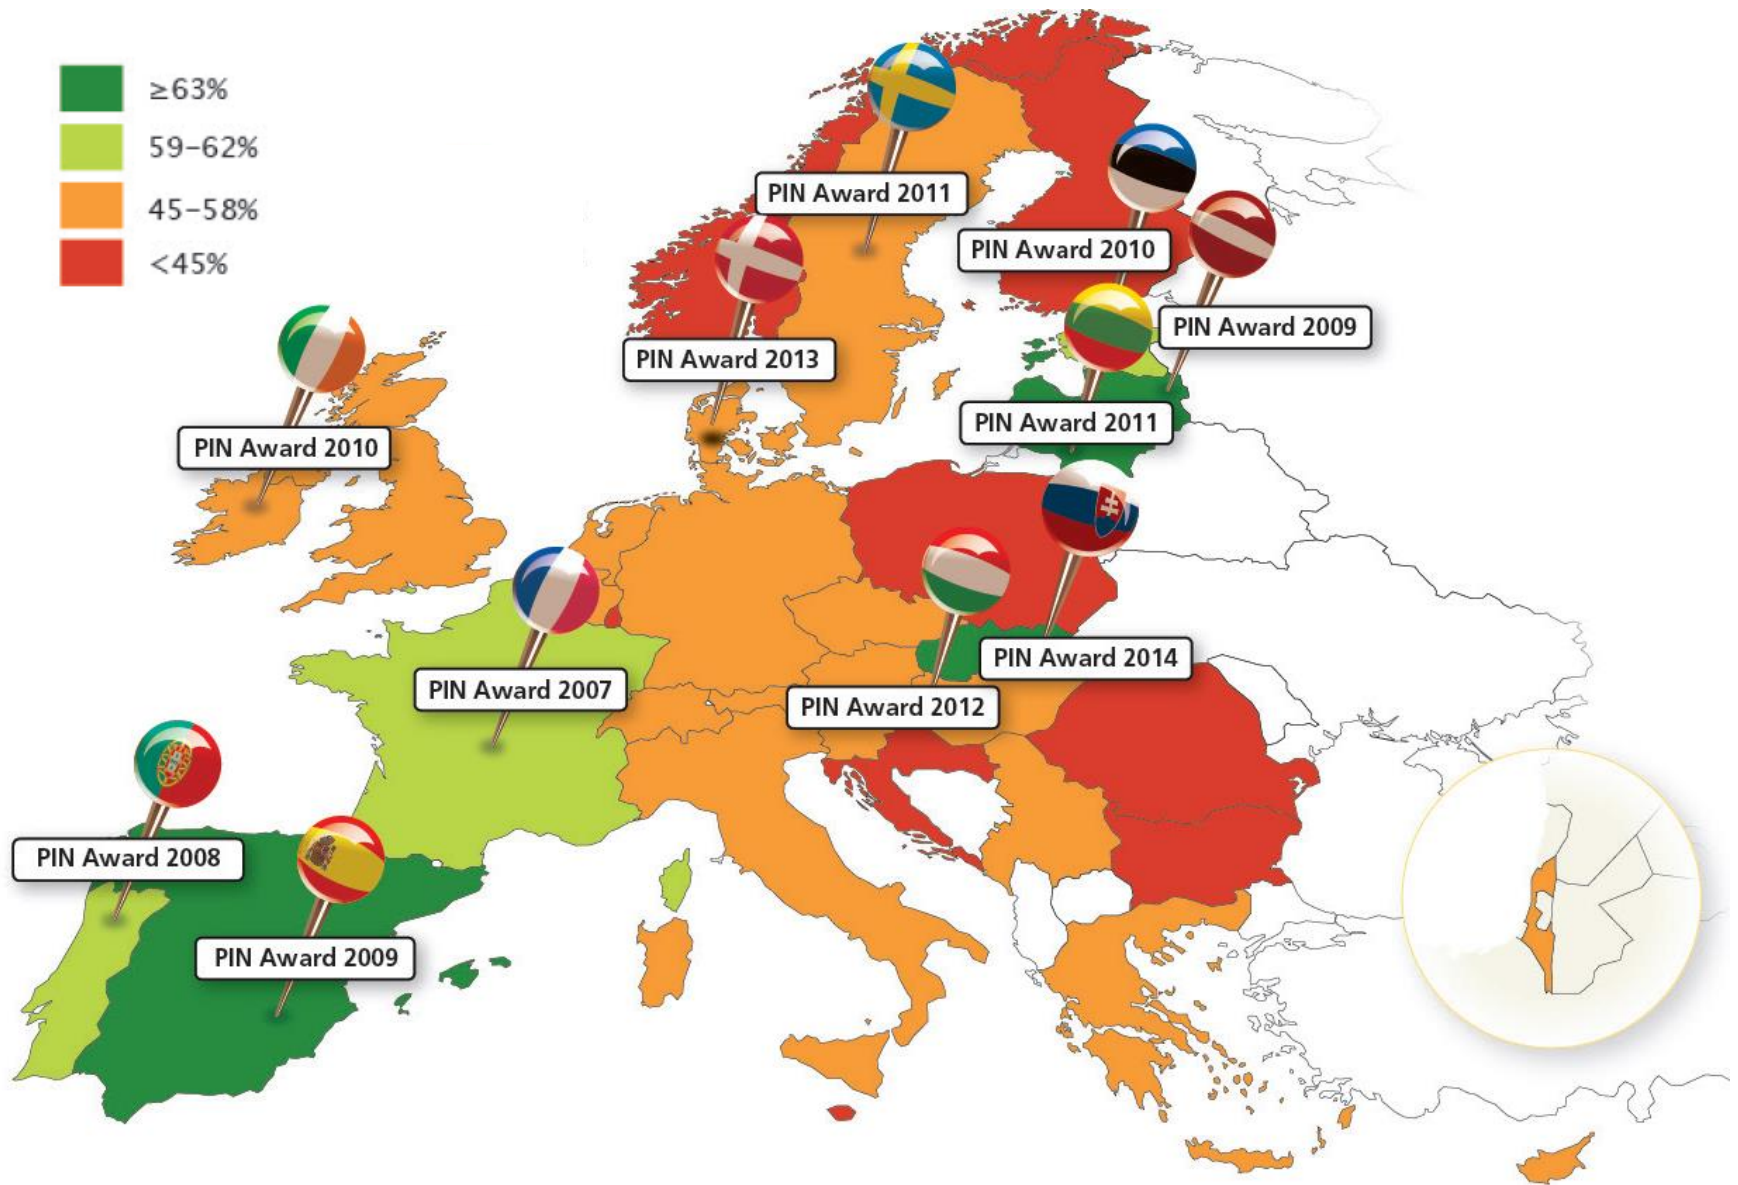 ≥63%
59–62%
45–58%
<45%
PIN Award 2011
PIN Award 2010
PIN Award 2009
PIN Award 2013
PIN Award 2011
PIN Award 2010
PIN Award 2014
PIN Award 2007
PIN Award 2012
PIN Award 2008
PIN Award 2009